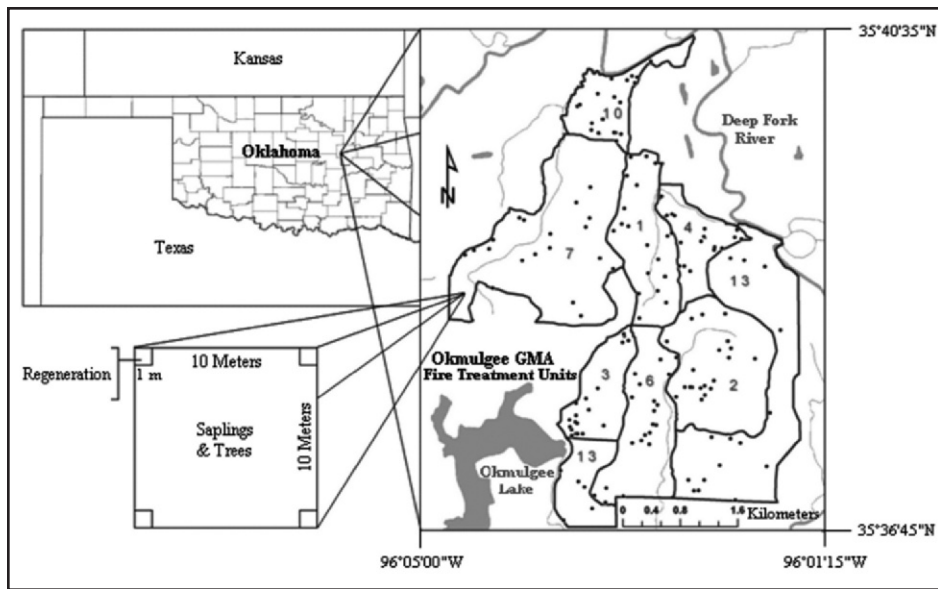 Kansas
Oklahoma
Texas
Regeneration
1 m
10 Meters
10 Meters
Saplings
& Trees
35°40'35"N
Deep Fork
River
N
10
7
1
4
13
Okmulgee GMA
Fire Treatment Units
3
6
2
13
Okmulgee
Lake
0 0.4 0.8 1.6
Kilometers
35°36'45"N
96°05'00"W
96°01'15"W